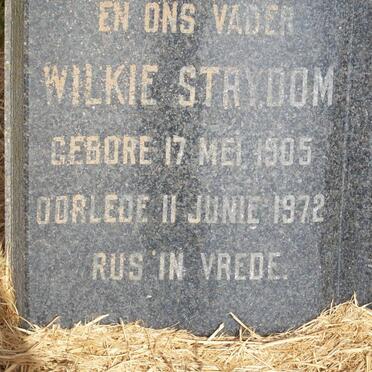 EN ONS VADER
WILKIE STRYDOM
GEBORE 17 MEI 1905
OORLEDE 11 JUNIE 1972
RUS IN VREDE.